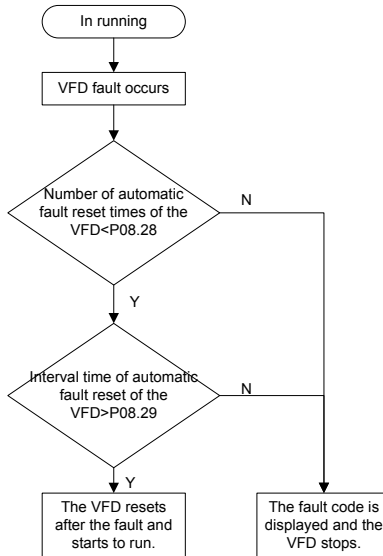 In running
VFD fault occurs
Number of automatic
fault reset times of the
VFD<P08.28
N
Y
Interval time of automatic
fault reset of the
VFD>P08.29
N
Y
The VFD resets
after the fault and
starts to run.
The fault code is
displayed and the
VFD stops.